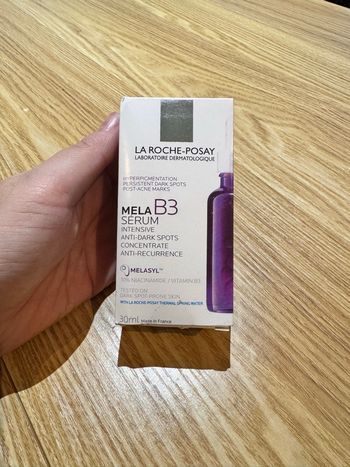 LA ROCHE-POSAY
LABORATOIRE DERMATOLOGIQUE
HYPERPIGMENTATION
PERSISTENT DARK SPOTS
POST-ACNE MARKS
MELA B3
SERUM
INTENSIVE
ANTI-DARK SPOTS
CONCENTRATE
ANTI-RECURRENCE
MELASYL™
10% NIACINAMIDE / VITAMIN B3
TESTED ON
DARK SPOT-PRONE SKIN
WITH LA ROCHE-POSAY THERMAL SPRING WATER
30ml Made in France